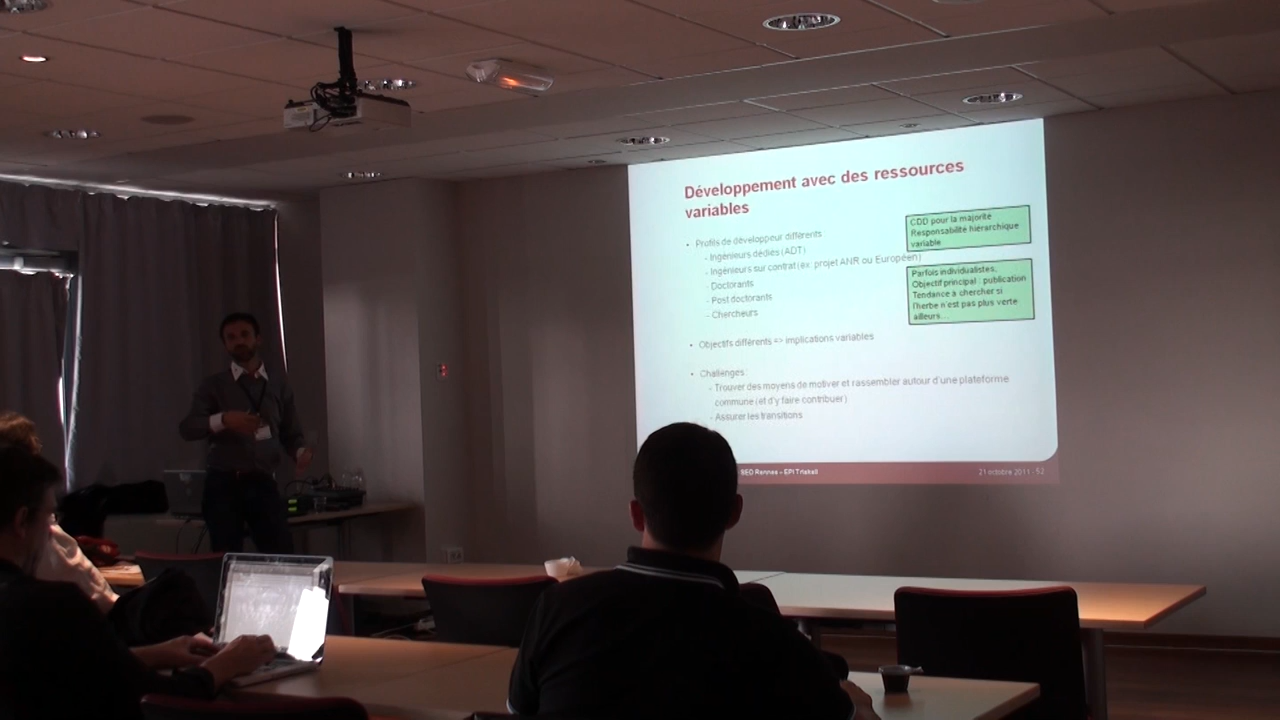 Développement avec des ressources
variables
• Profils de développeur différents
- Ingénieurs dédiés (ADT)
- Ingénieurs sur contrat (ex: projet ANR ou Européen)
- Doctorants
- Post doctorants
- Chercheurs
CDD pour la majorité
Responsabilité hiérarchique
variable
Parfois individualistes,
Objectif principal : publication
Tendance à chercher si
l'herbe n'est pas plus verte
ailleurs…
• Objectifs différents => implications variables
• Challenges :
- Trouver des moyens de motiver et rassembler autour d'une plateforme
commune (et d'y faire contribuer)
- Assurer les transitions
SED Rennes – EPI Triskell
21 octobre 2011 - 52